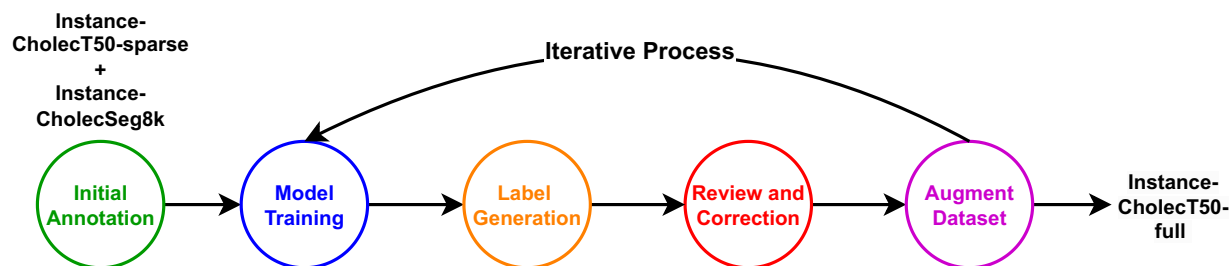 Instance-
CholecT50-sparse
+
Instance-
CholecSeg8k
Iterative Process
Initial
Annotation
Model
Training
Label
Generation
Review and
Correction
Augment
Dataset
Instance-
CholecT50-
full